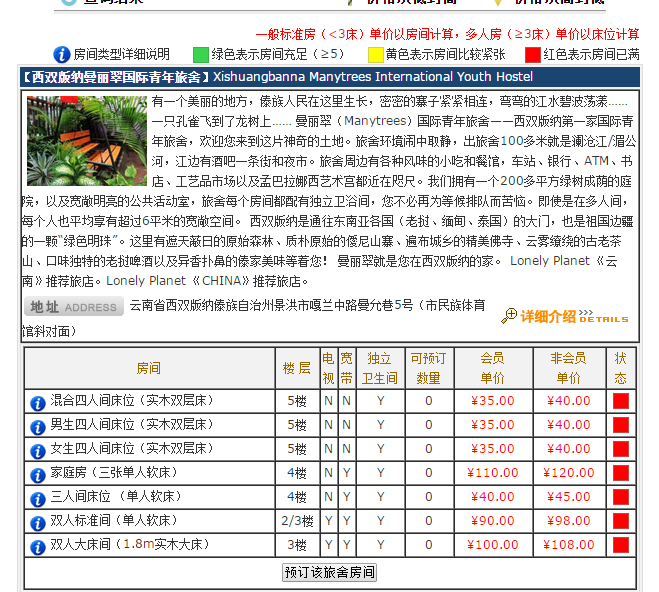 一般标准房（<3床）单价以房间计算，多人房（≥3床）单价以床位计算
房间类型详细说明 绿色表示房间充足（≥5） 黄色表示房间比较紧张 红色表示房间已满
【西双版纳曼丽翠国际青年旅舍】Xishuangbanna Manytrees International Youth Hostel
有一个美丽的地方，傣族人民在这里生长，密密的寨子紧紧相连，弯弯的江水碧波荡漾……
一只孔雀飞到了龙树上…… 曼丽翠（Manytrees）国际青年旅舍——西双版纳第一家国际青
年旅舍，欢迎您来到这片神奇的土地。旅舍环境闹中取静，出旅舍100多米就是澜沧江/湄公
河，江边有酒吧一条街和夜市。旅舍周边有各种风味的小吃和餐馆，车站、银行、ATM、书
店、工艺品市场以及孟巴拉娜西艺术宫都近在咫尺。我们拥有一个200多平方绿树成荫的庭
院，以及宽敞明亮的公共活动室，旅舍每个房间都配有独立卫浴间，您不必再为等候排队而苦恼。即使是在多人间，
每个人也平均享有超过6平米的宽敞空间。 西双版纳是通往东南亚各国（老挝、缅甸、泰国）的大门，也是祖国边疆
的一颗“绿色明珠”。这里有遮天蔽日的原始森林、质朴原始的傻尼山寨、遍布城乡的精美佛寺、云雾缭绕的古老茶
山、口味独特的老挝啤酒以及异香扑鼻的傣家美味等着您！ 曼丽翠就是您在西双版纳的家。 Lonely Planet《云
南》推荐旅店。Lonely Planet《CHINA》推荐旅店。
地址 ADDRESS 云南省西双版纳傣族自治州景洪市嘎兰中路曼允巷5号（市民族体育
馆斜对面） 详细介绍 DETAILS
房间 楼 层 电视 宽带 独立卫生间 可预订数量 会员单价 非会员单价 状态
混合四人间床位（实木双层床） 5楼 N N Y 0 ¥35.00 ¥40.00
男生四人间床位（实木双层床） 5楼 N N Y 0 ¥35.00 ¥40.00
女生四人间床位（实木双层床） 5楼 N N Y 0 ¥35.00 ¥40.00
家庭房（三张单人软床） 4楼 N Y Y 0 ¥110.00 ¥120.00
三人间床位 （单人软床） 4楼 N Y Y 0 ¥40.00 ¥45.00
双人标准间（单人软床） 2/3楼 Y Y Y 0 ¥90.00 ¥98.00
双人大床间（1.8m实木大床） 3楼 Y Y Y 0 ¥100.00 ¥108.00
预订该旅舍房间